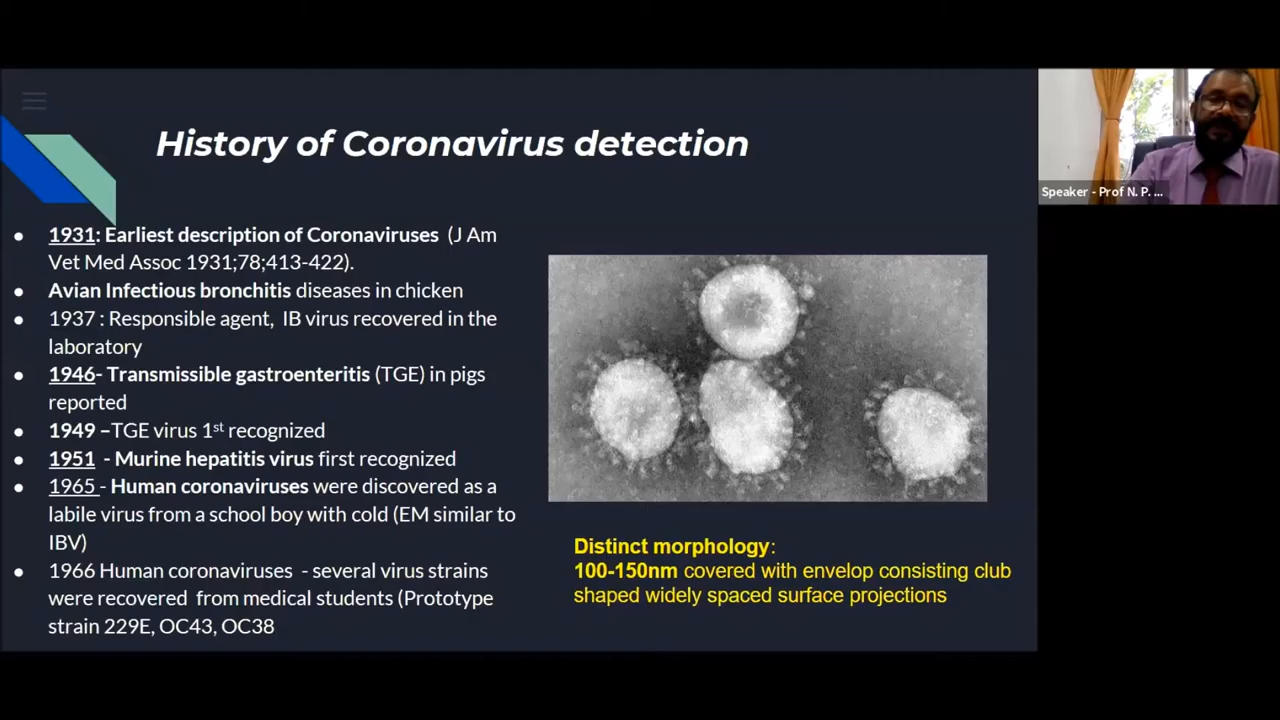 History of Coronavirus detection
Speaker - Prof N. P. ...
● 1931: Earliest description of Coronaviruses (J Am
Vet Med Assoc 1931;78;413-422).
● Avian Infectious bronchitis diseases in chicken
● 1937 : Responsible agent, IB virus recovered in the
laboratory
● 1946- Transmissible gastroenteritis (TGE) in pigs
reported
● 1949 –TGE virus 1st recognized
● 1951 - Murine hepatitis virus first recognized
● 1965 - Human coronaviruses were discovered as a
labile virus from a school boy with cold (EM similar to
IBV)
● 1966 Human coronaviruses - several virus strains
were recovered from medical students (Prototype
strain 229E, OC43, OC38
Distinct morphology:
100-150nm covered with envelop consisting club
shaped widely spaced surface projections